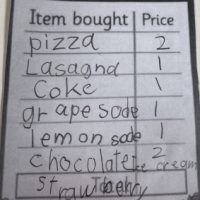 Item bought Price
pizza 2
Lasagna 1
Coke 1
grape sode 1
lemon sode 1
chocolate 2
ice cream
strawberry